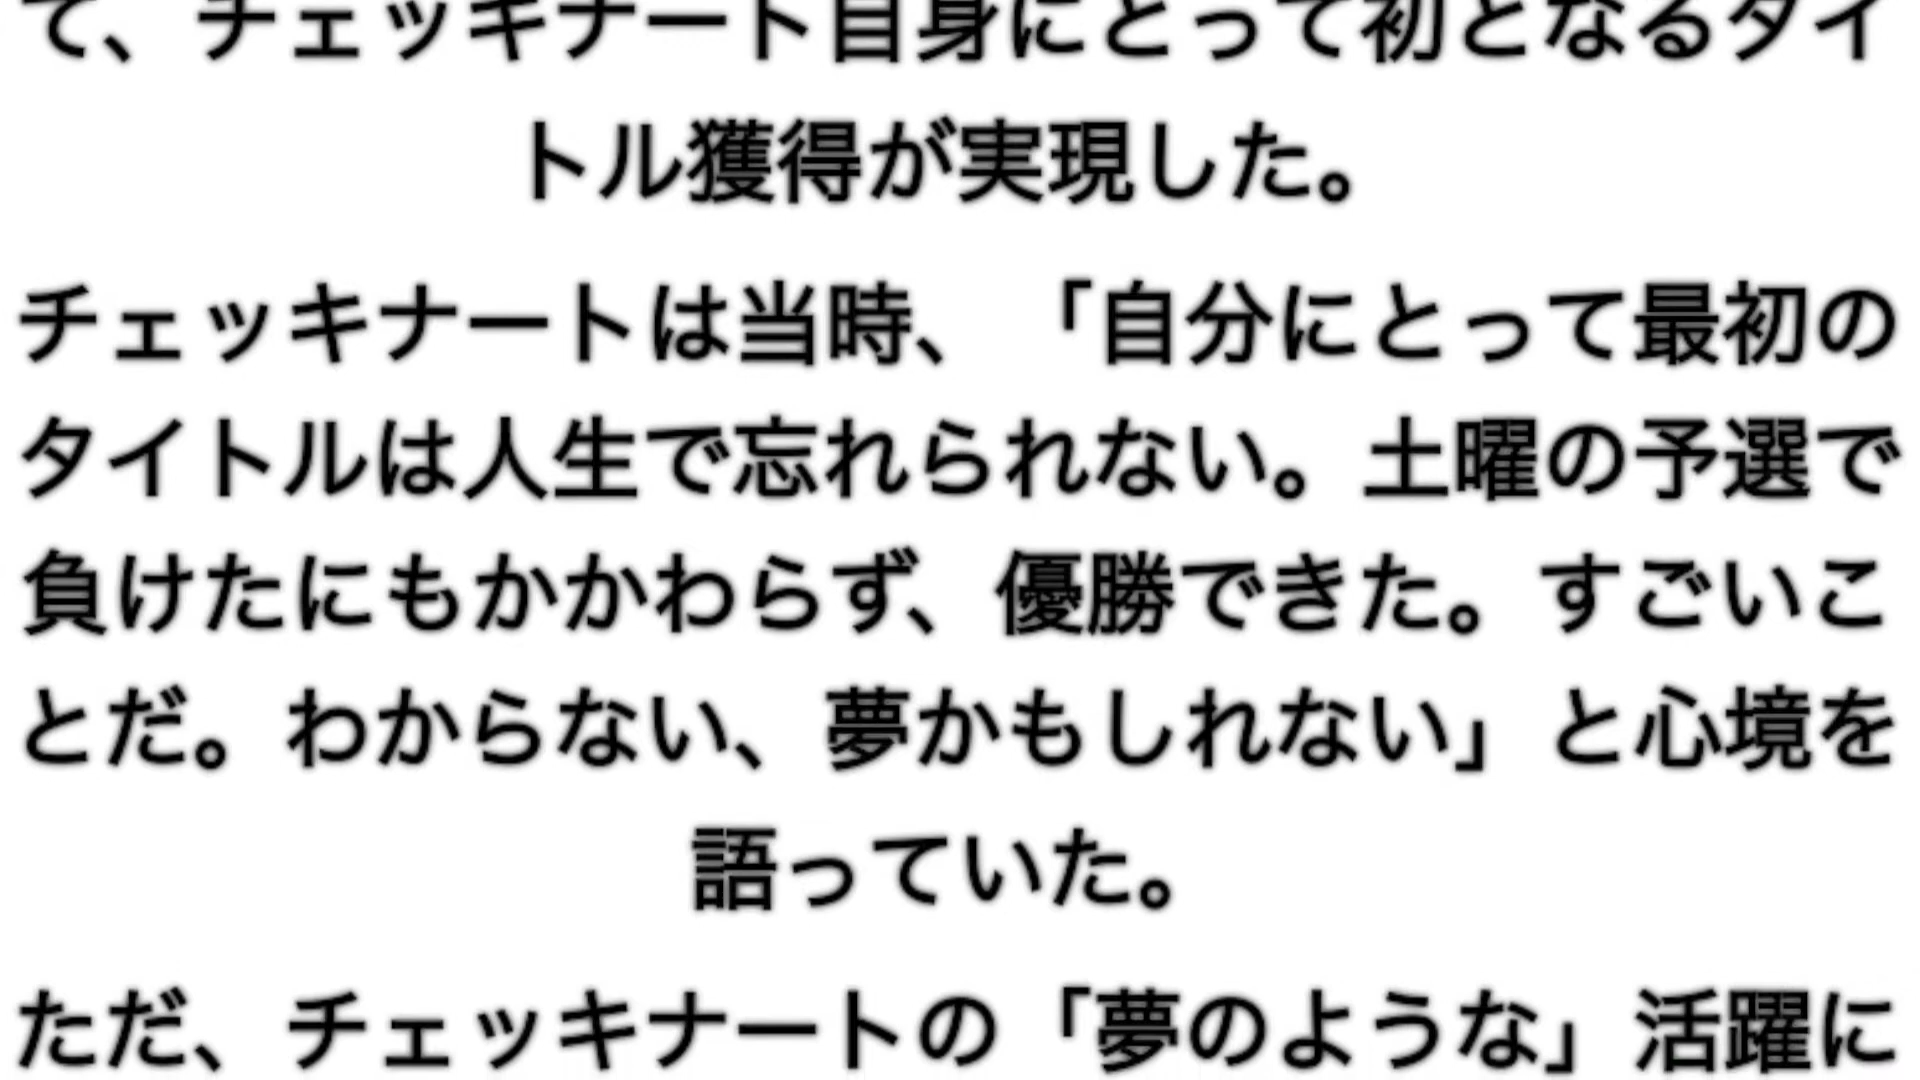 て、チェッキナート自身にとって初となるタイ
トル獲得が実現した。
チェッキナートは当時、「自分にとって最初の
タイトルは人生で忘れられない。土曜の予選で
負けたにもかかわらず、優勝できた。すごいこ
とだ。わからない、夢かもしれない」と心境を
語っていた。
ただ、チェッキナートの「夢のような」活躍に